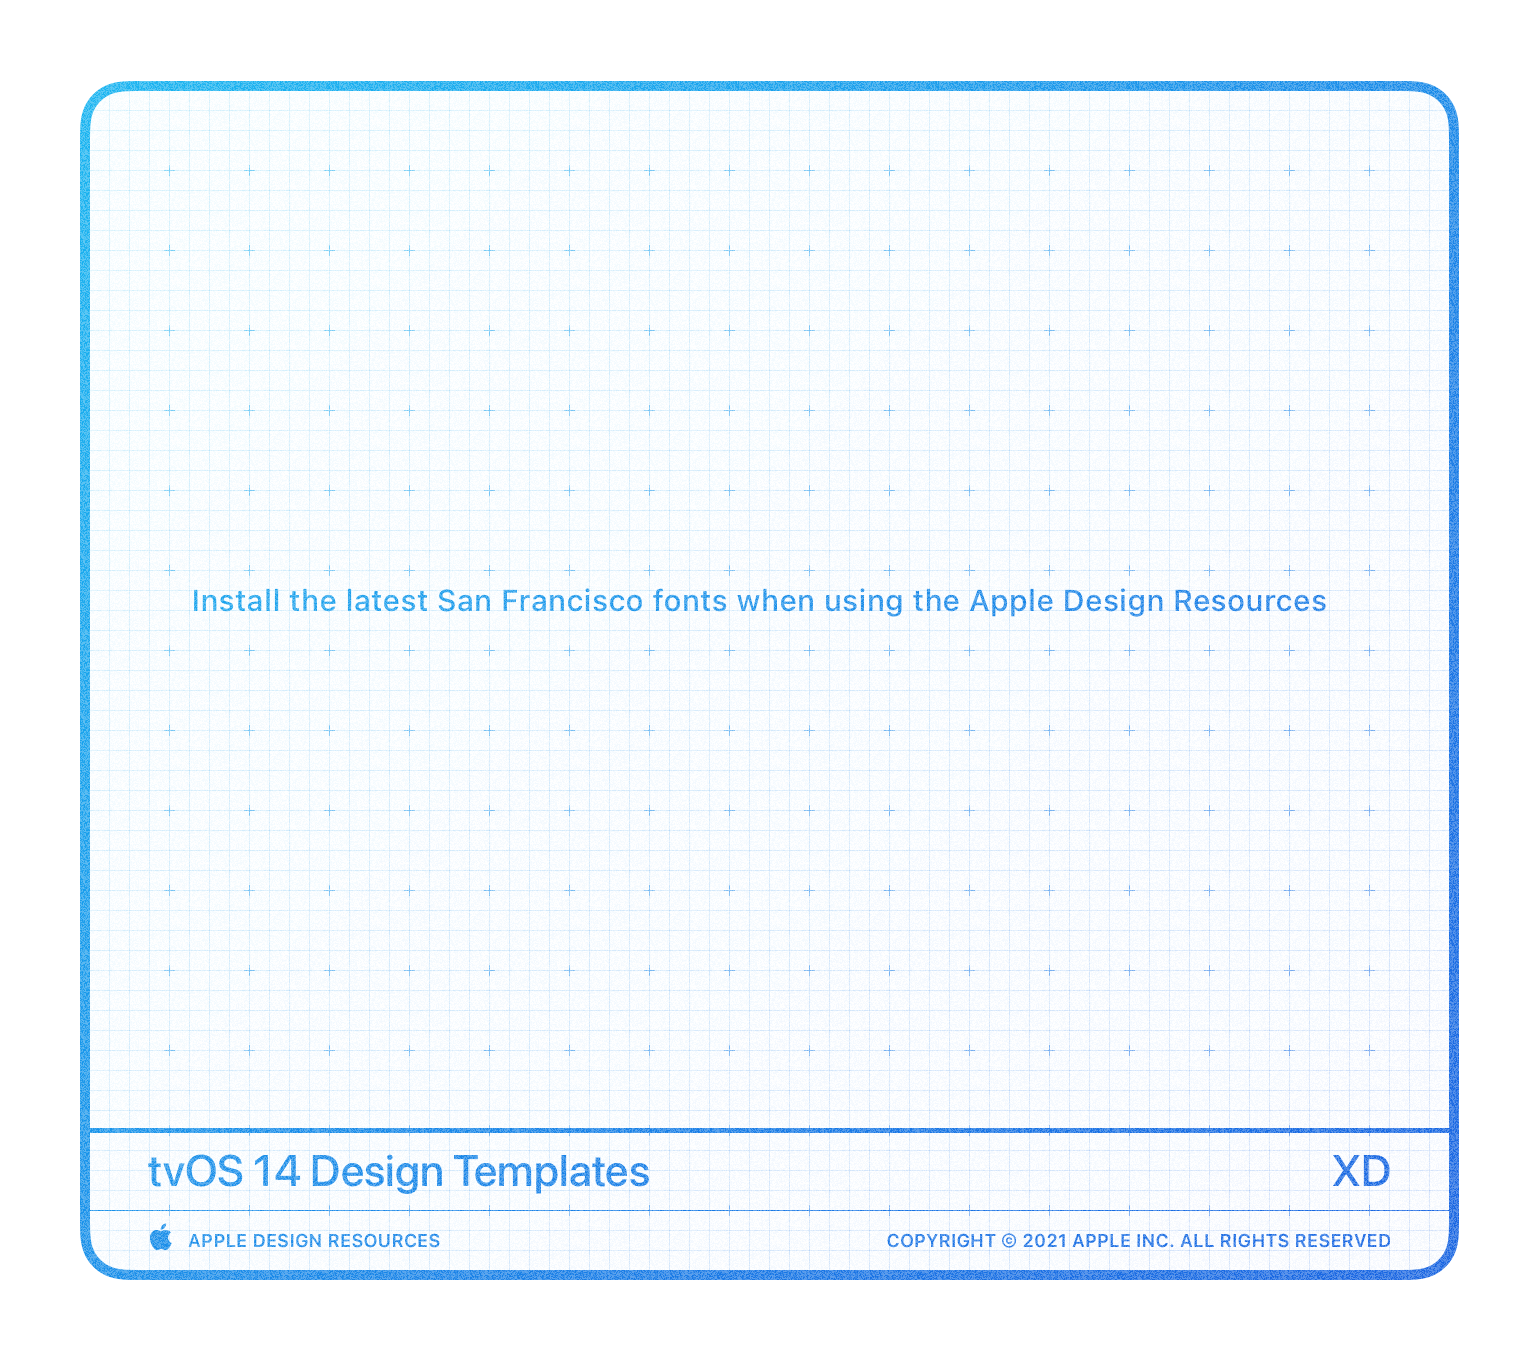 Install the latest San Francisco fonts when using the Apple Design Resources
tvOS 14 Design Templates
XD
APPLE DESIGN RESOURCES
COPYRIGHT © 2021 APPLE INC. ALL RIGHTS RESERVED